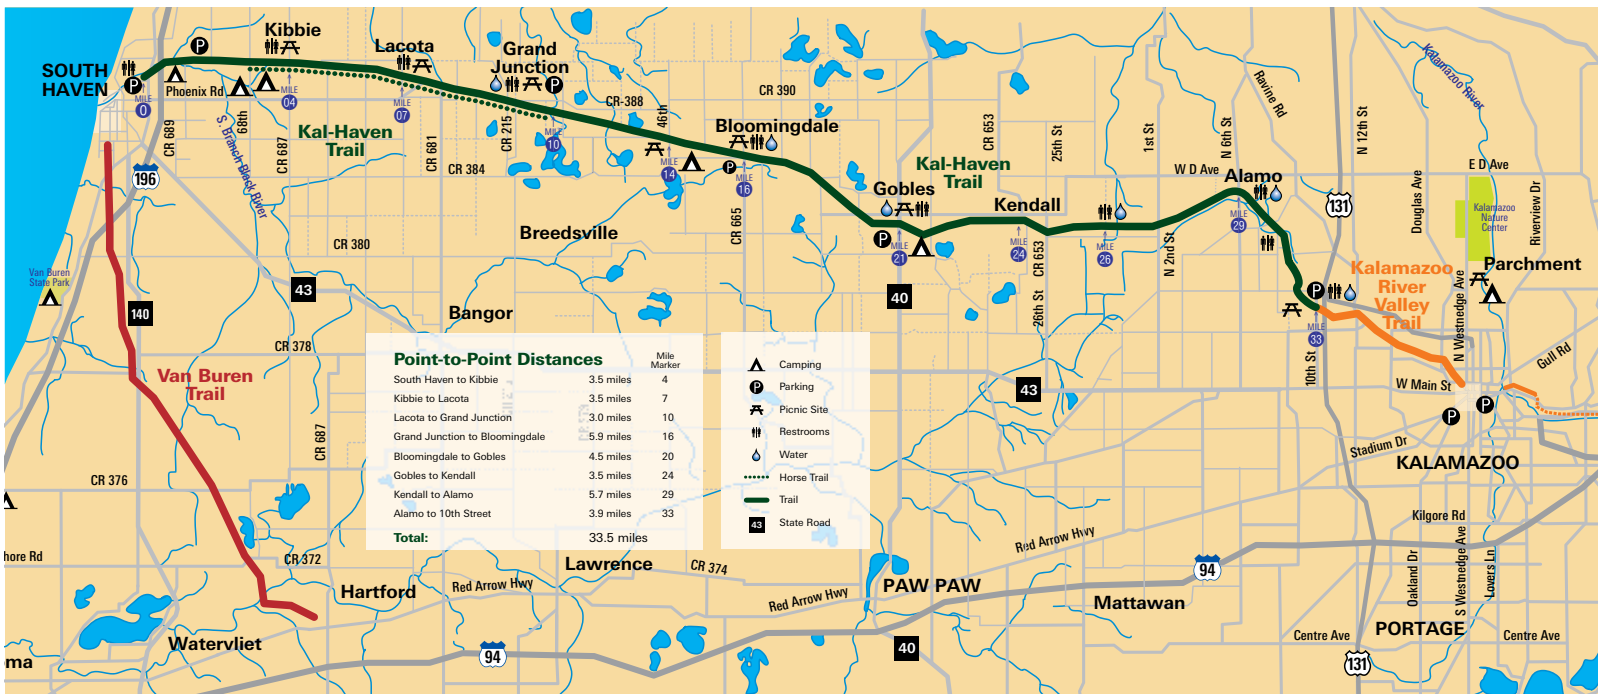 SOUTH
HAVEN
Kibbie
Lacota
Grand
Junction
Phoenix Rd
MILE
0
MILE
04
MILE
07
MILE
10
MILE
14
MILE
16
MILE
21
MILE
24
MILE
26
MILE
29
MILE
33
CR 689
68th
S. Branch Black River
CR 687
Kal-Haven
Trail
CR 681
CR 215
CR 384
CR-388
46th
CR 390
Bloomingdale
CR 665
Gobles
Kal-Haven
Trail
CR 653
25th St
Kendall
1st St
W D Ave
N 6th St
Ravine Rd
Alamo
N 12th St
131
Kalamazoo River
E D Ave
Douglas Ave
Kalamazoo
Nature
Center
Riverview Dr
Parchment
196
CR 380
Breedsville
CR 653
N 2nd St
26th St
Kalamazoo
River
Valley
Trail
N Westnedge Ave
Van Buren
State Park
43
140
40
Bangor
CR 378
Van Buren
Trail
10th St
W Main St
Gull Rd
43
Stadium Dr
KALAMAZOO
Point-to-Point Distances
Mile
Marker
South Haven to Kibbie 3.5 miles 4
Kibbie to Lacota 3.5 miles 7
Lacota to Grand Junction 3.0 miles 10
Grand Junction to Bloomingdale 5.9 miles 16
Bloomingdale to Gobles 4.5 miles 20
Gobles to Kendall 3.5 miles 24
Kendall to Alamo 5.7 miles 29
Alamo to 10th Street 3.9 miles 33
Total: 33.5 miles
Camping
P Parking
Picnic Site
Restrooms
Water
Horse Trail
Trail
43 State Road
CR 687
CR 376
hore Rd
CR 372
Hartford
Red Arrow Hwy
Lawrence
CR 374
Red Arrow Hwy
PAW PAW
Red Arrow Hwy
94
Mattawan
Kilgore Rd
Oakland Dr
S Westnedge Ave
Lovers Ln
Centre Ave
PORTAGE
Centre Ave
131
Watervliet
94
40
oma